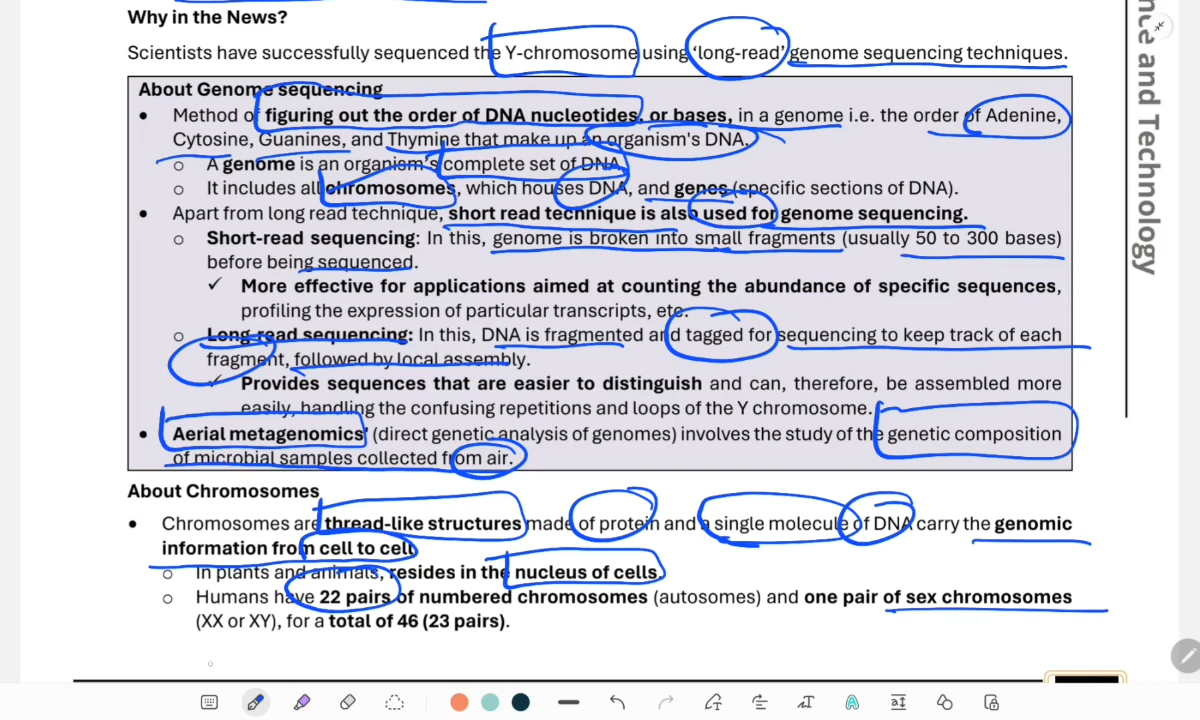 Why in the News?
Scientists have successfully sequenced the Y-chromosome using 'long-read' genome sequencing techniques.
About Genome sequencing
• Method of figuring out the order of DNA nucleotides, or bases, in a genome i.e. the order of Adenine,
Cytosine, Guanines, and Thymine that make up an organism's DNA.
o A genome is an organism's complete set of DNA.
o It includes all chromosomes, which houses DNA, and genes (specific sections of DNA).
• Apart from long read technique, short read technique is also used for genome sequencing.
o Short-read sequencing: In this, genome is broken into small fragments (usually 50 to 300 bases)
before being sequenced.
✓ More effective for applications aimed at counting the abundance of specific sequences,
profiling the expression of particular transcripts, etc.
o Long-read sequencing: In this, DNA is fragmented and tagged for sequencing to keep track of each
fragment, followed by local assembly.
✓ Provides sequences that are easier to distinguish and can, therefore, be assembled more
easily, handling the confusing repetitions and loops of the Y chromosome.
• Aerial metagenomics' (direct genetic analysis of genomes) involves the study of the genetic composition
of microbial samples collected from air.
About Chromosomes
• Chromosomes are thread-like structures made of protein and a single molecule of DNA carry the genomic
information from cell to cell.
o In plants and animals, resides in the nucleus of cells.
o Humans have 22 pairs of numbered chromosomes (autosomes) and one pair of sex chromosomes
(XX or XY), for a total of 46 (23 pairs).
and Technology